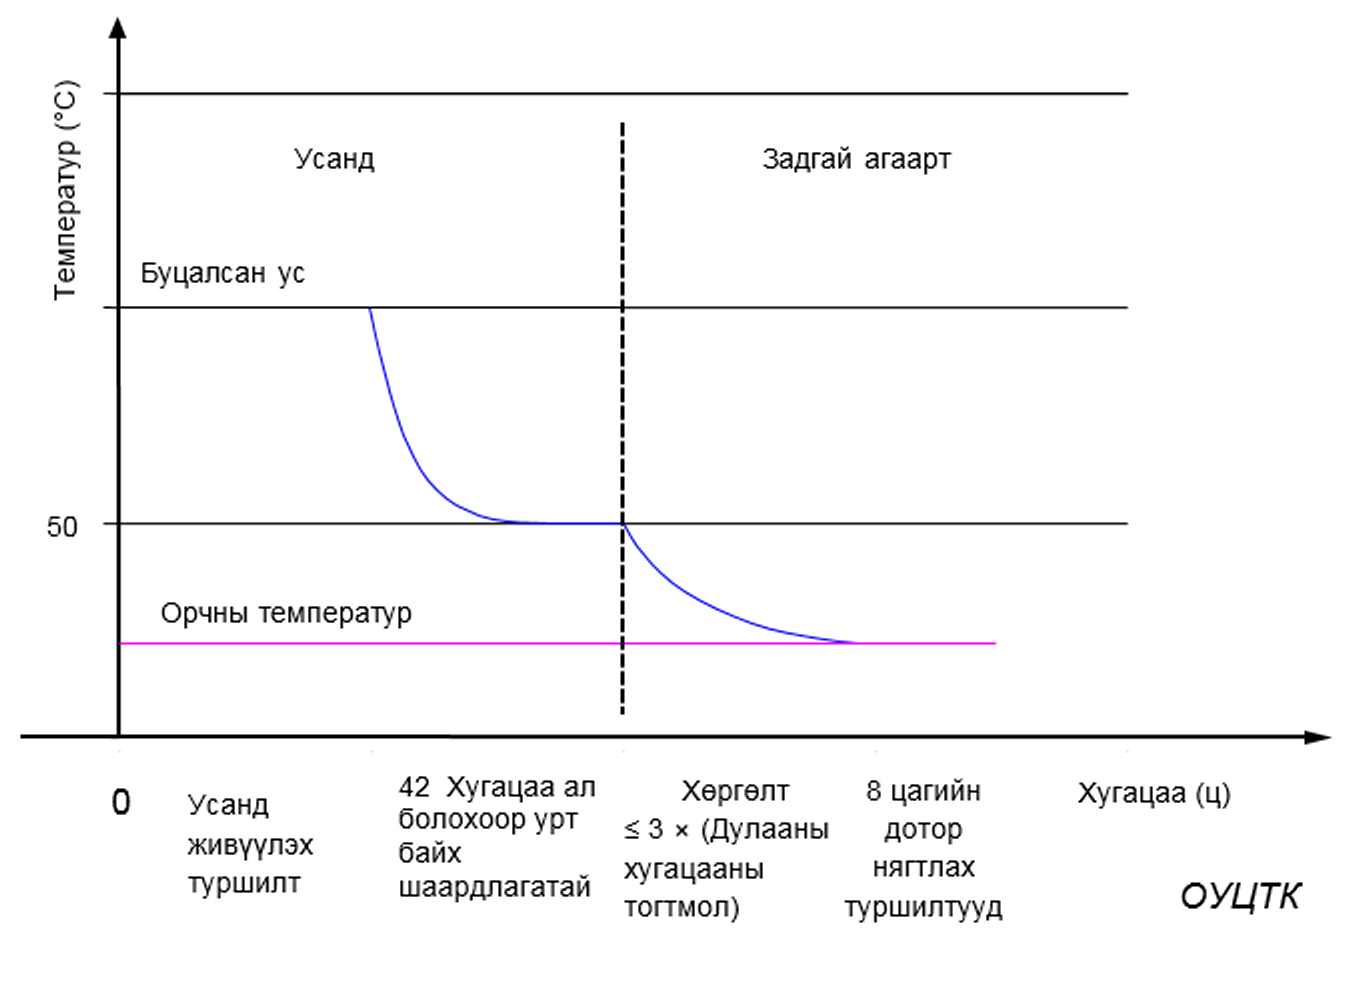 Температур (°C)
Усанд
Задгай агаарт
Буцалсан ус
50
Орчны температур
0
Усанд
живүүлэх
туршилт
42 Хугацаа ал
болохоор урт
байх
шаардлагатай
Хөргөлт
≤ 3 × (Дулааны
хугацааны
тогтмол)
8 цагийн
дотор
нягтлах
туршилтууд
Хугацаа (ц)
ОУЦТК